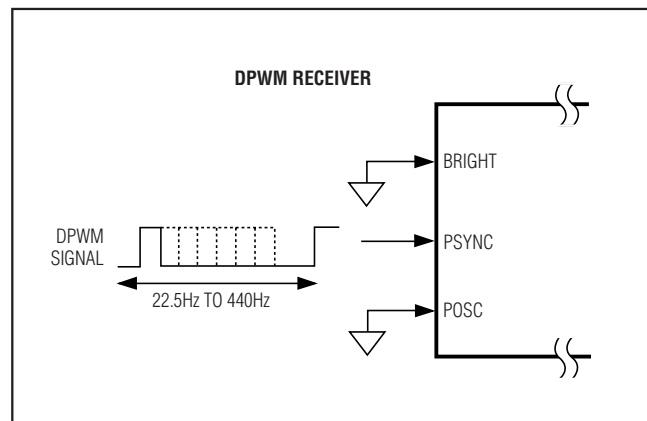 DPWM RECEIVER
BRIGHT
DPWM
SIGNAL
PSYNC
22.5Hz TO 440Hz
POSC